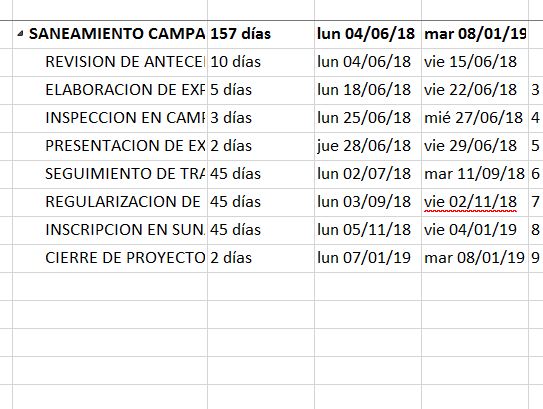 SANEAMIENTO CAMPA 157 días lun 04/06/18 mar 08/01/19
REVISION DE ANTECE 10 días lun 04/06/18 vie 15/06/18
ELABORACION DE EXP 5 días lun 18/06/18 vie 22/06/18 3
INSPECCION EN CAMP 3 días lun 25/06/18 mié 27/06/18 4
PRESENTACION DE EX 2 días jue 28/06/18 vie 29/06/18 5
SEGUIMIENTO DE TRA 45 días lun 02/07/18 mar 11/09/18 6
REGULARIZACION DE 45 días lun 03/09/18 vie 02/11/18 7
INSCRIPCION EN SUNA 45 días lun 05/11/18 vie 04/01/19 8
CIERRE DE PROYECTO 2 días lun 07/01/19 mar 08/01/19 9